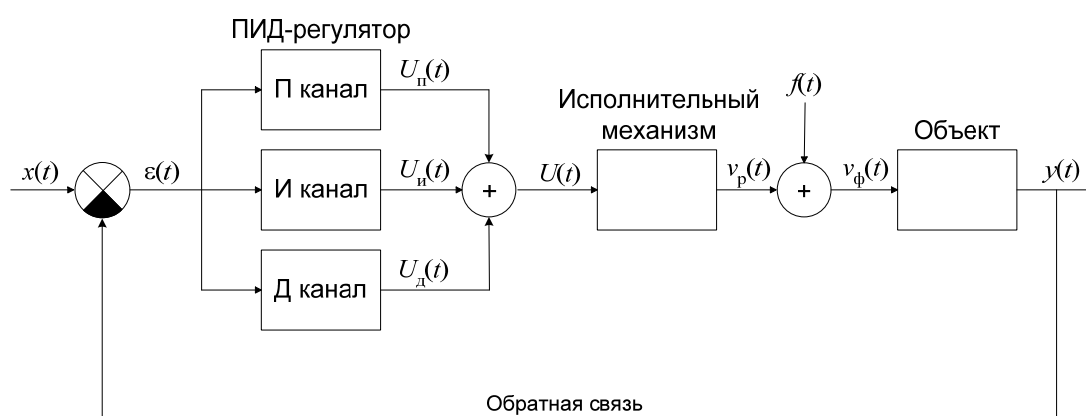 ПИД-регулятор
П канал
Uп(t)
Исполнительный
механизм
f(t)
Объект
x(t)
ε(t)
И канал
Uи(t)
+
U(t)
vр(t)
+
vф(t)
y(t)
Д канал
Uд(t)
Обратная связь